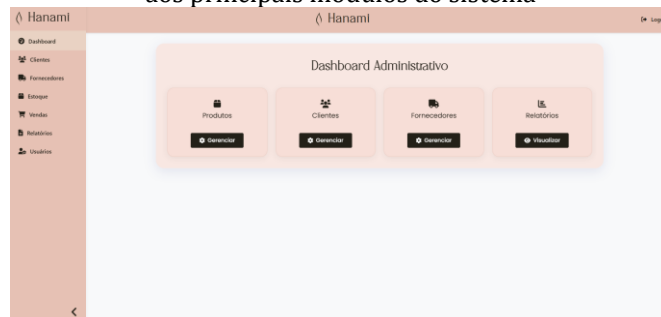 aos principais módulos do sistema
Hanami
Hanami
Dashboard
Clientes
Fornecedores
Estoque
Vendas
Relatórios
Usuários
Dashboard Administrativo
Produtos
Clientes
Fornecedores
Relatórios
Gerenciar
Gerenciar
Gerenciar
Visualizar